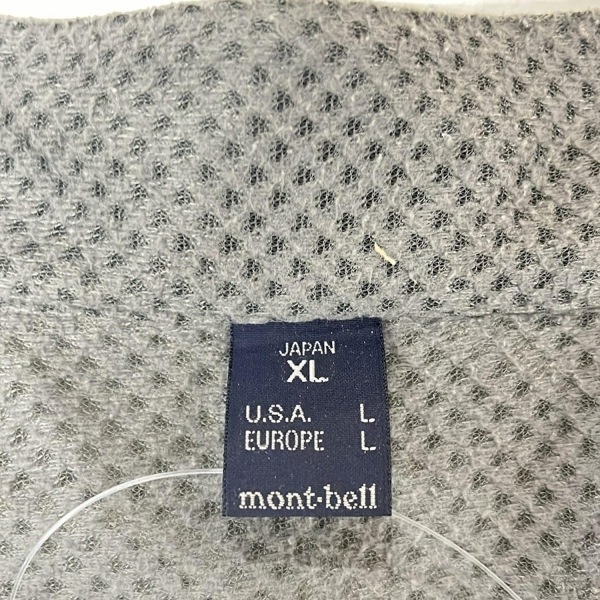 JAPAN
XL
U.S.A. L
EUROPE L
mont-bell